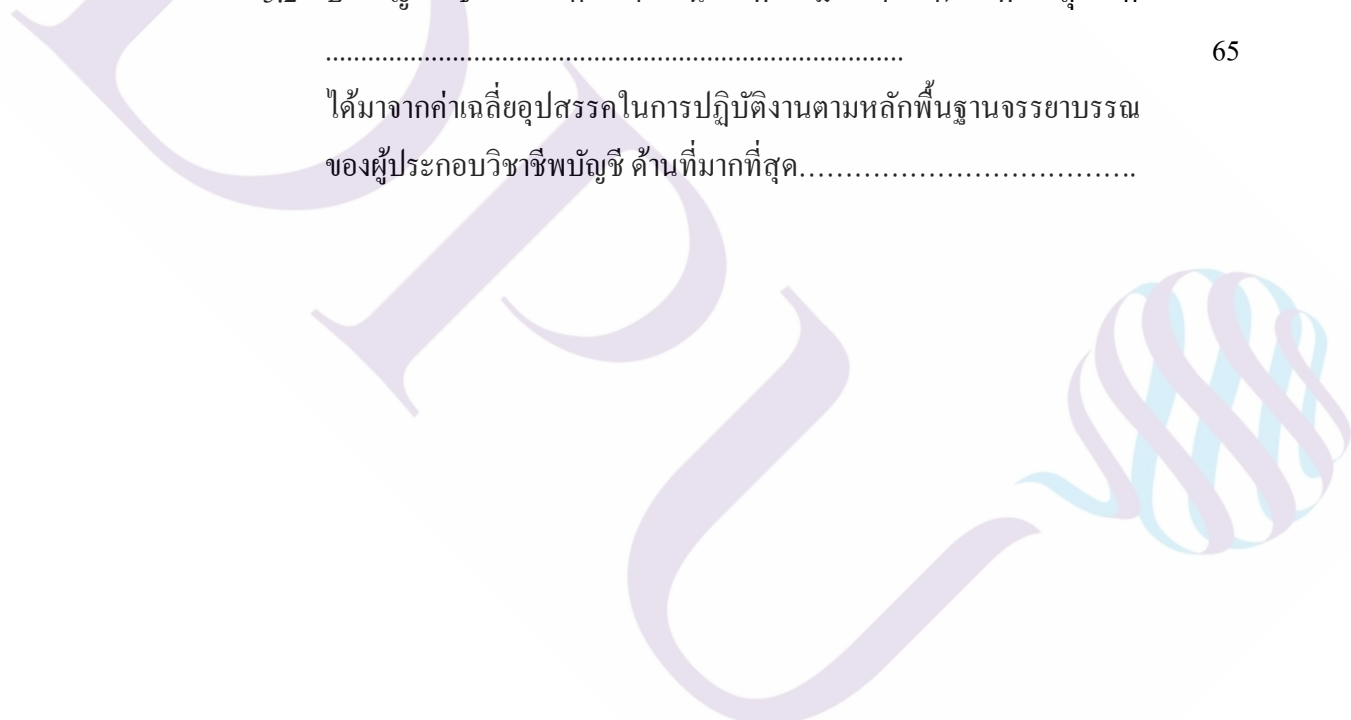 ........................................................................ 65
ได้มาจากค่าเฉลี่ยอุปสรรคในการปฏิบัติงานตามหลักพื้นฐานจรรยาบรรณ
ของผู้ประกอบวิชาชีพบัญชี ด้านที่มากที่สุด……………………………….
DPU